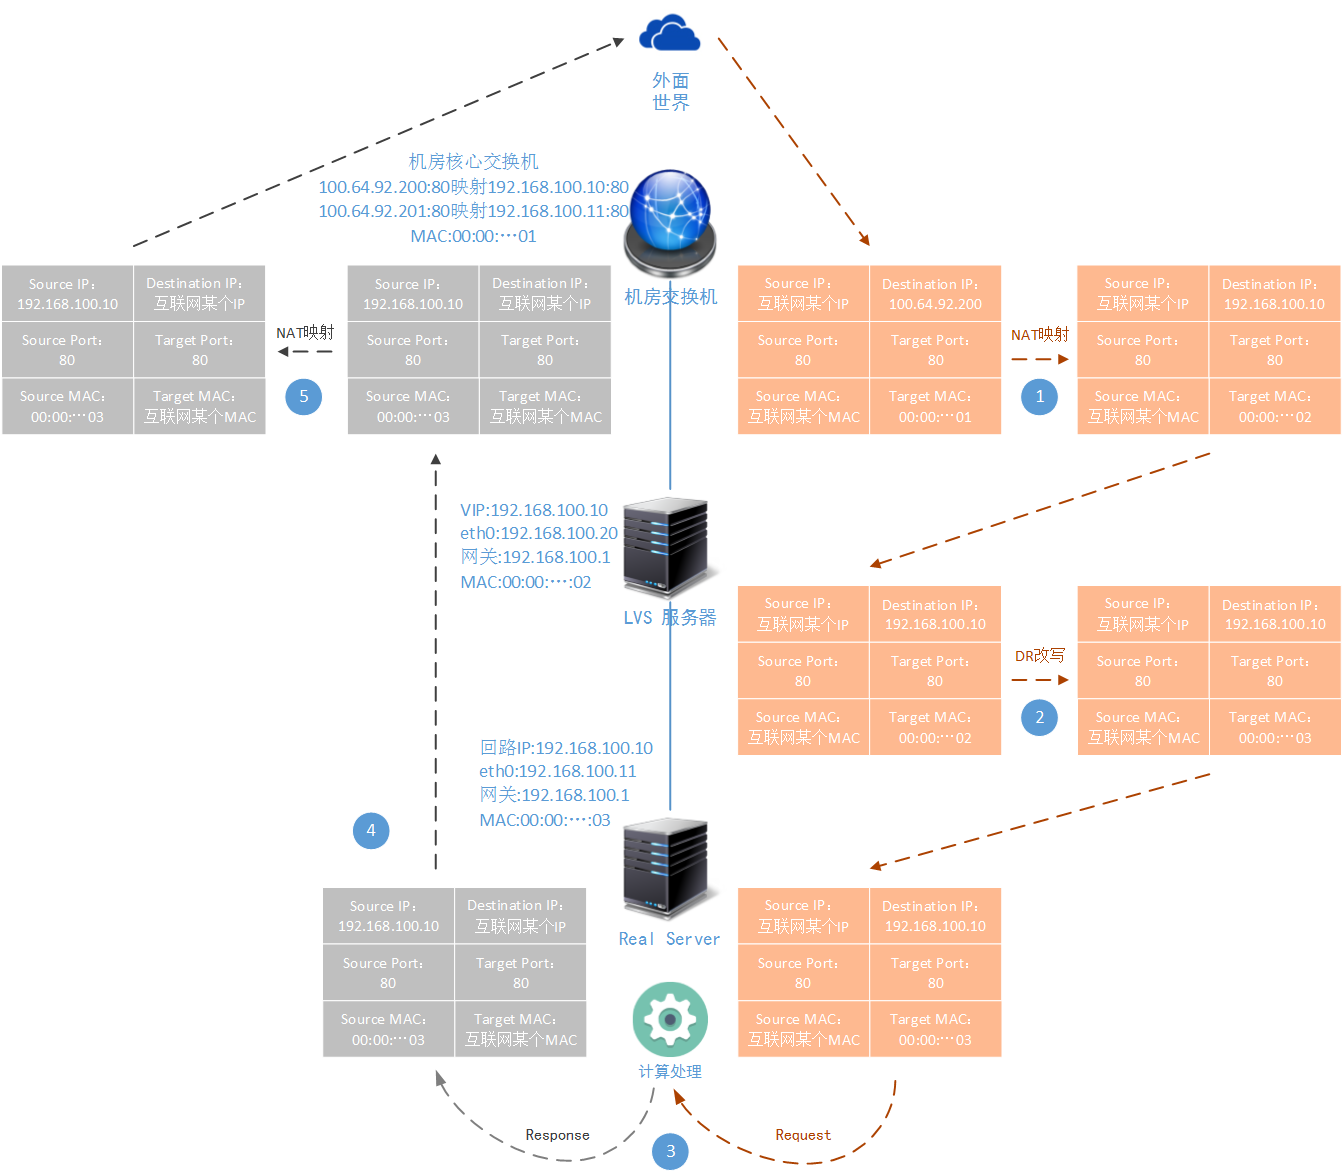 外面
世界
机房核心交换机
100.64.92.200:80映射192.168.100.10:80
100.64.92.201:80映射192.168.100.11:80
MAC:00:00:…01
机房交换机
Source IP：
192.168.100.10
Destination IP：
互联网某个IP
Source Port：
80
Target Port：
80
Source MAC：
00:00:…03
Target MAC：
互联网某个MAC
NAT映射
5
Source IP：
192.168.100.10
Destination IP：
互联网某个IP
Source Port：
80
Target Port：
80
Source MAC：
00:00:…03
Target MAC：
互联网某个MAC
Source IP：
互联网某个IP
Destination IP：
100.64.92.200
Source Port：
80
Target Port：
80
Source MAC：
互联网某个MAC
Target MAC：
00:00:…01
NAT映射
1
Source IP：
互联网某个IP
Destination IP：
192.168.100.10
Source Port：
80
Target Port：
80
Source MAC：
互联网某个MAC
Target MAC：
00:00:…02
VIP:192.168.100.10
eth0:192.168.100.20
网关:192.168.100.1
MAC:00:00:…:02
LVS 服务器
Source IP：
互联网某个IP
Destination IP：
192.168.100.10
Source Port：
80
Target Port：
80
Source MAC：
互联网某个MAC
Target MAC：
00:00:…02
DR改写
2
Source IP：
互联网某个IP
Destination IP：
192.168.100.10
Source Port：
80
Target Port：
80
Source MAC：
互联网某个MAC
Target MAC：
00:00:…03
回路IP:192.168.100.10
eth0:192.168.100.11
网关:192.168.100.1
MAC:00:00:…:03
4
Real Server
Source IP：
192.168.100.10
Destination IP：
互联网某个IP
Source Port：
80
Target Port：
80
Source MAC：
00:00:…03
Target MAC：
互联网某个MAC
计算处理
Source IP：
互联网某个IP
Destination IP：
192.168.100.10
Source Port：
80
Target Port：
80
Source MAC：
互联网某个MAC
Target MAC：
00:00:…03
Response
3
Request